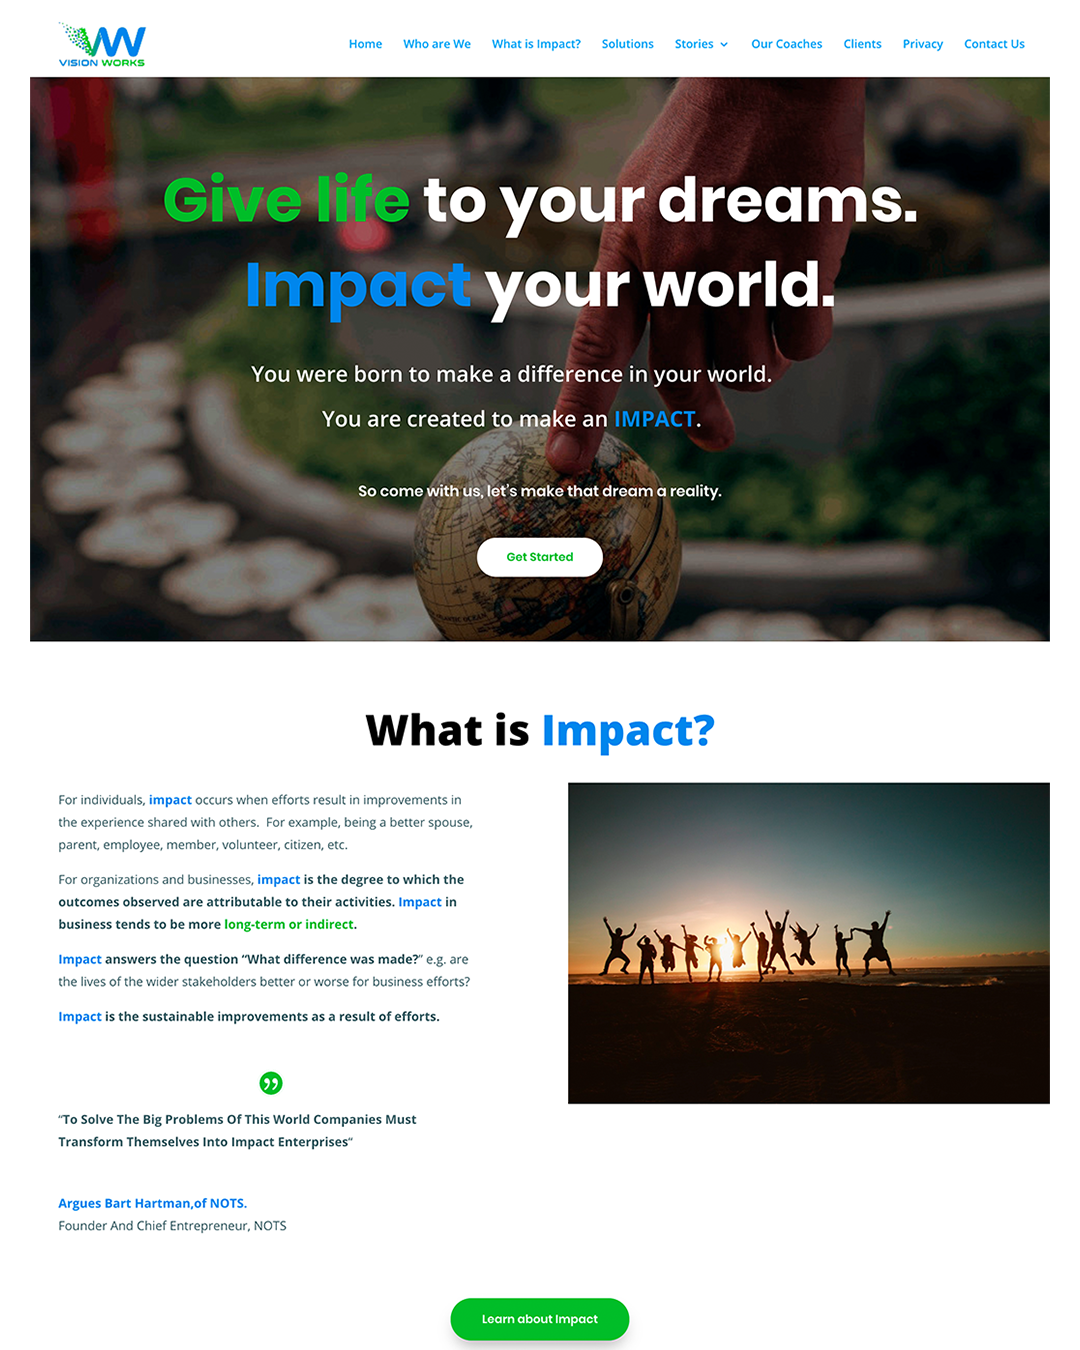 VISION WORKS
Home Who are We What is Impact? Solutions Stories Our Coaches Clients Privacy Contact Us
Give life to your dreams.
Impact your world.
You were born to make a difference in your world.
You are created to make an IMPACT.
So come with us, let's make that dream a reality.
Get Started
What is Impact?
For individuals, impact occurs when efforts result in improvements in
the experience shared with others.  For example, being a better spouse,
parent, employee, member, volunteer, citizen, etc.
For organizations and businesses, impact is the degree to which the
outcomes observed are attributable to their activities. Impact in
business tends to be more long-term or indirect.
Impact answers the question “What difference was made?” e.g. are
the lives of the wider stakeholders better or worse for business efforts?
Impact is the sustainable improvements as a result of efforts.
“To Solve The Big Problems Of This World Companies Must
Transform Themselves Into Impact Enterprises“
Argues Bart Hartman,of NOTS.
Founder And Chief Entrepreneur, NOTS
Learn about Impact